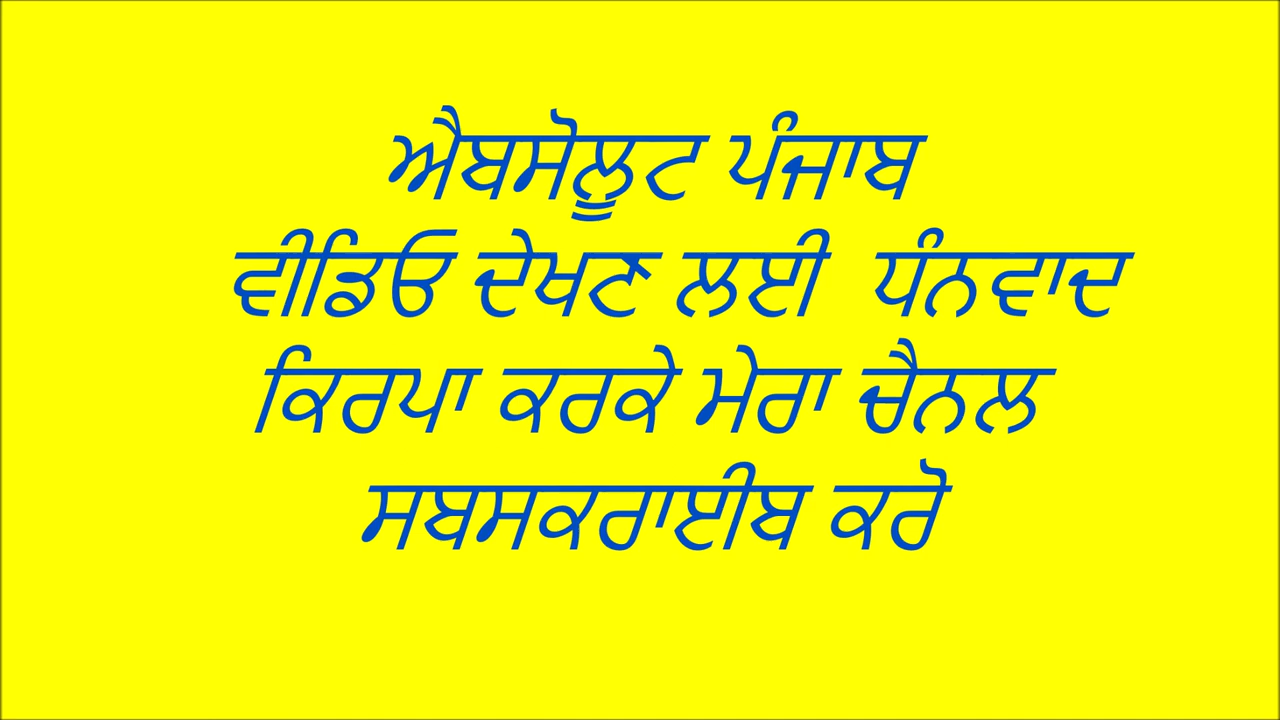 ਐਬਸੋਲੂਟ ਪੰਜਾਬ
ਵੀਡਿਓ ਦੇਖਣ ਲਈ ਧੰਨਵਾਦ
ਕਿਰਪਾ ਕਰਕੇ ਮੇਰਾ ਚੈਨਲ
ਸਬਸਕਰਾਈਬ ਕਰੋ